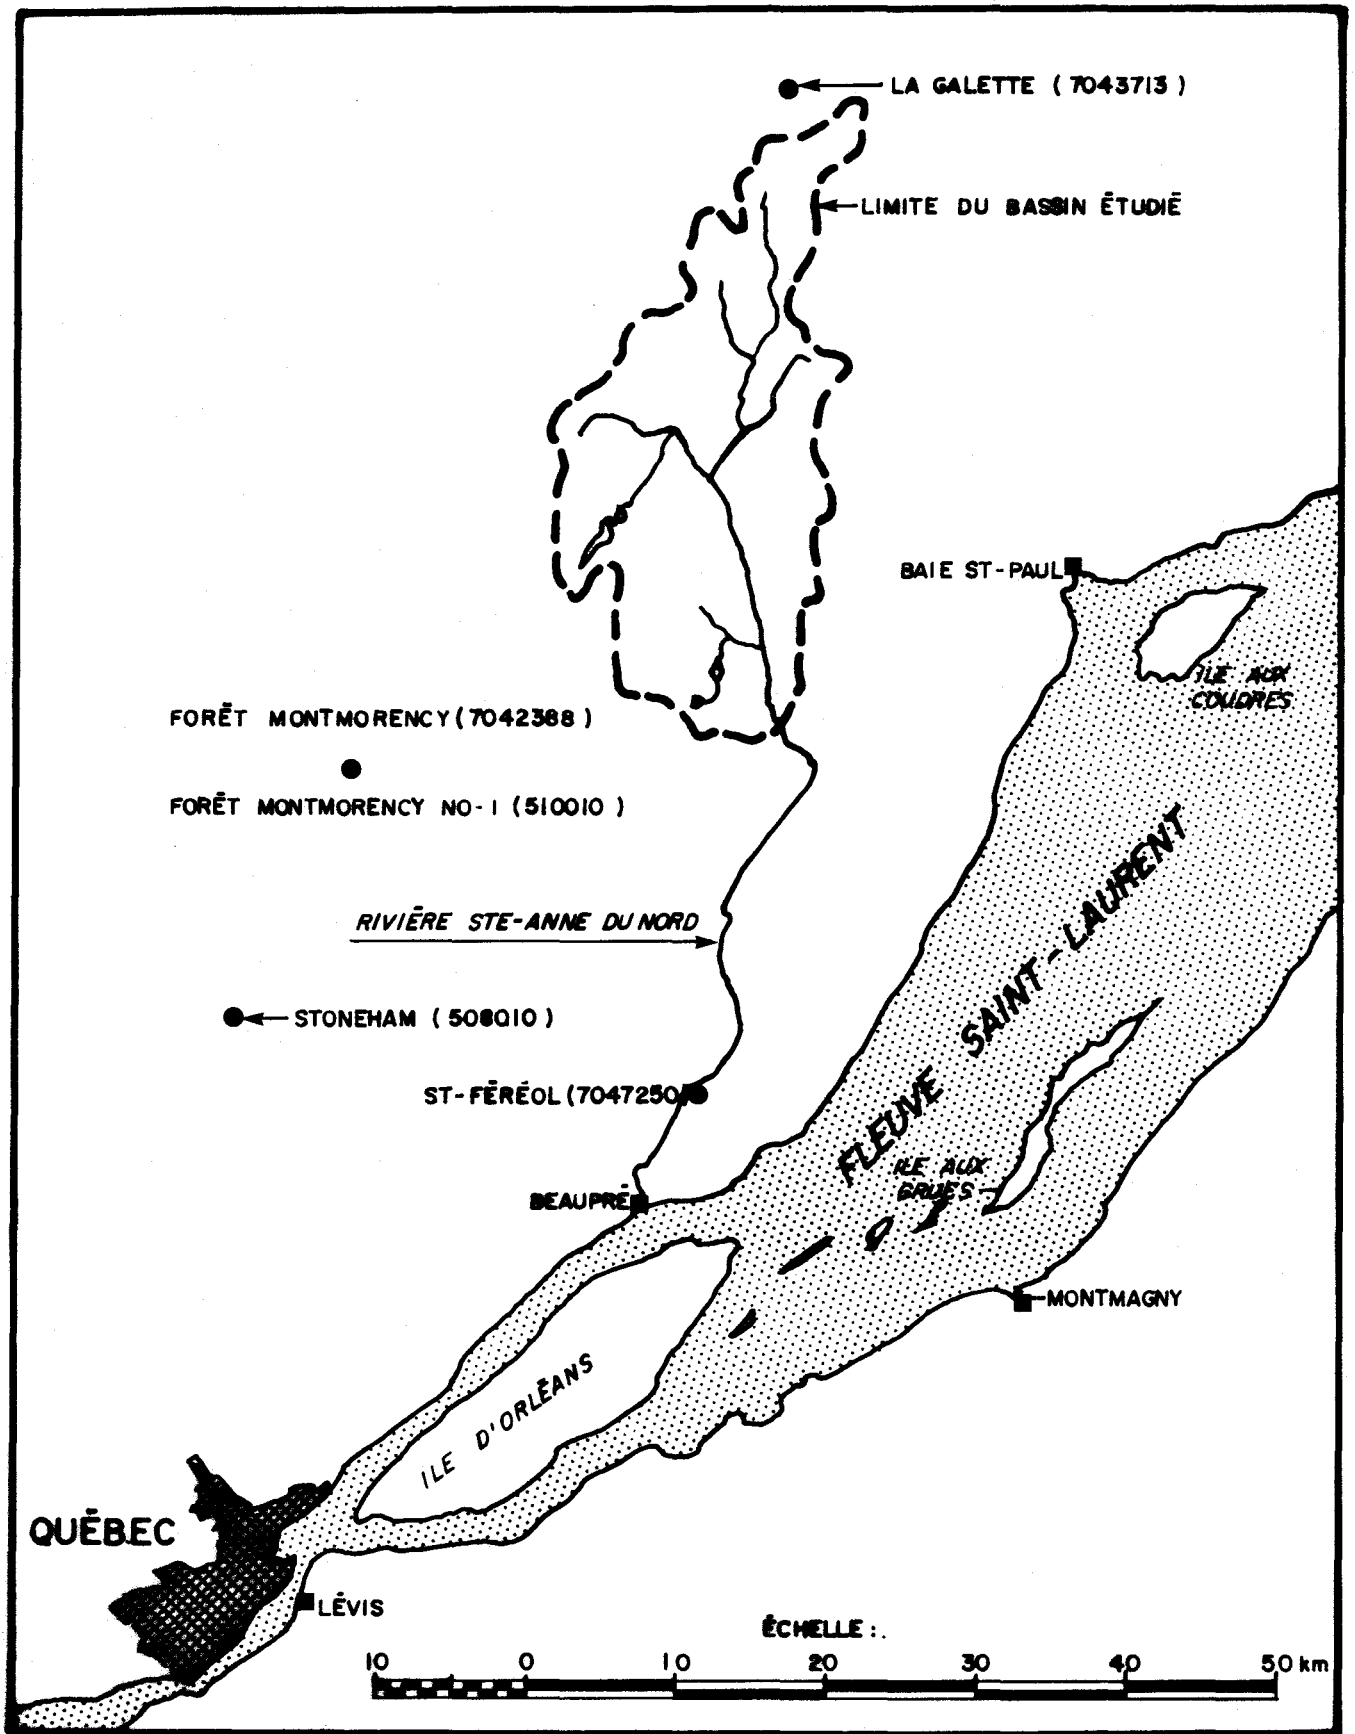 LA GALETTE (7043713)
LIMITE DU BASSIN ÉTUDIÉ
BAIE ST-PAUL
ILE AUX
COUDRES
FORÊT MONTMORENCY (7042388)
FORÊT MONTMORENCY NO-1 (510010)
FLEUVE SAINT-LAURENT
RIVIÈRE STE-ANNE DU NORD
STONEHAM (508010)
ST-FÉRÉOL (7047250)
ILE AUX
GRUES
BEAUPRÉ
MONTMAGNY
ILE D'ORLÉANS
QUÉBEC
LÉVIS
ÉCHELLE :
10 0 10 20 30 40 50 km